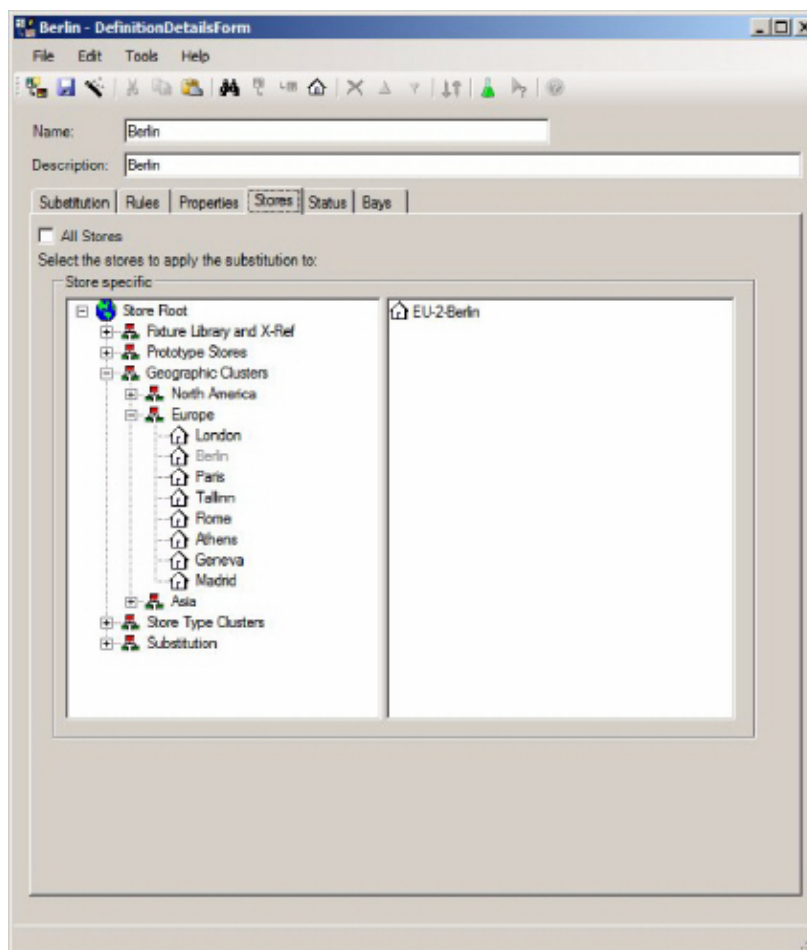 Berlin - DefinitionDetailsForm
File Edit Tools Help
Name: Berlin
Description: Berlin
Substitution Rules Properties Stores Status Bays
All Stores
Select the stores to apply the substitution to:
Store specific
Store Root
EU-2-Berlin
Fixture Library and X-Ref
Prototype Stores
Geographic Clusters
North America
Europe
London
Berlin
Paris
Tallinn
Rome
Athens
Geneva
Madrid
Asia
Store Type Clusters
Substitution